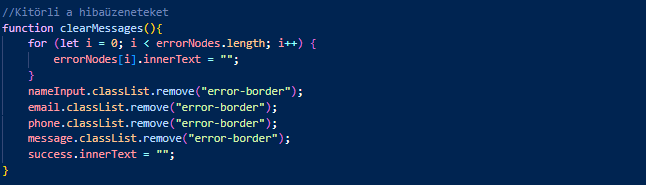 //Kitörli a hibaüzeneteket
function clearMessages(){
    for (let i = 0; i < errorNodes.length; i++) {
        errorNodes[i].innerText = "";
    }
    nameInput.classList.remove("error-border");
    email.classList.remove("error-border");
    phone.classList.remove("error-border");
    message.classList.remove("error-border");
    success.innerText = "";
}